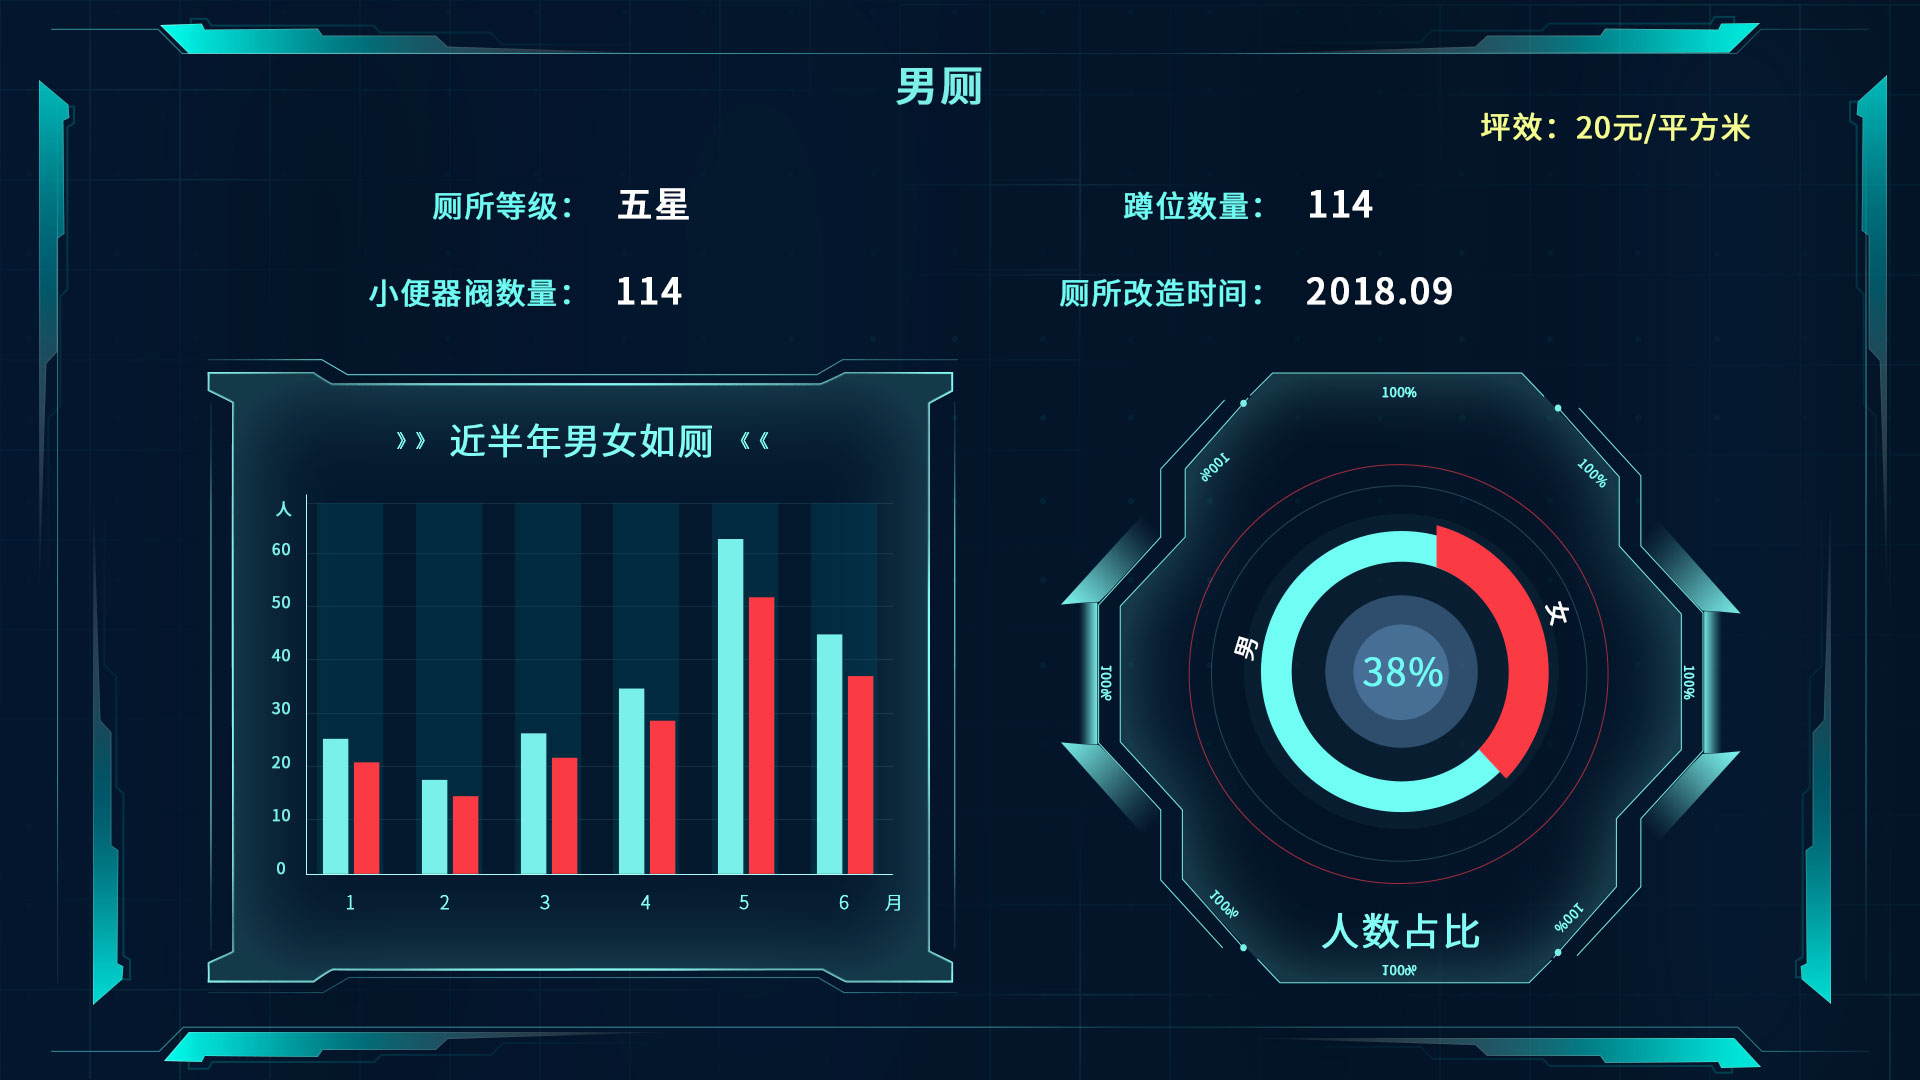 男厕
坪效：20元/平方米
厕所等级： 五星
蹲位数量： 114
小便器阀数量： 114
厕所改造时间： 2018.09
》》 近半年男女如厕 《《
人
60
50
40
30
20
10
0
1 2 3 4 5 6 月
100%
100%
100%
女
男
38%
100%
100%
100%
100%
人数占比
100%